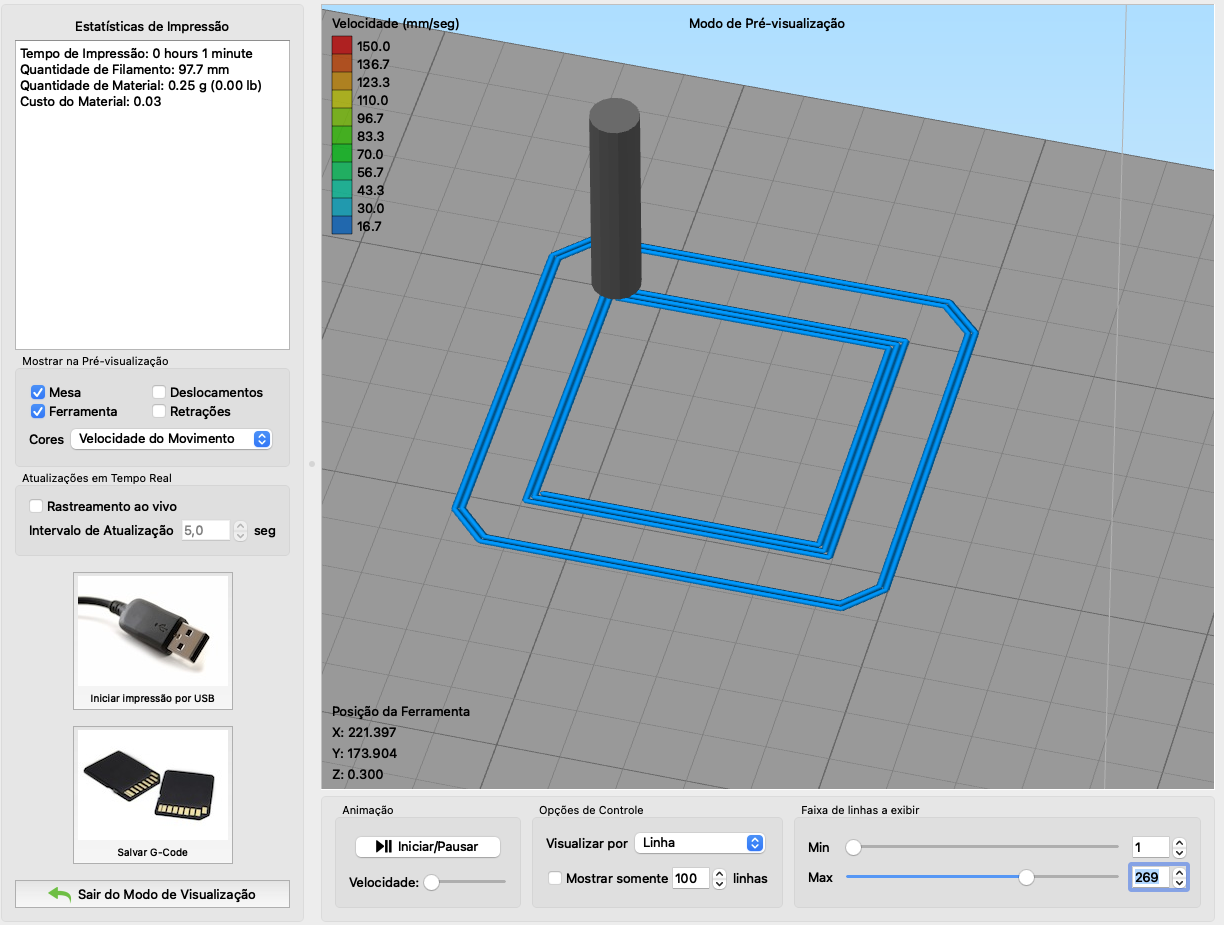 Estatísticas de Impressão
Tempo de Impressão: 0 hours 1 minute
Quantidade de Filamento: 97.7 mm
Quantidade de Material: 0.25 g (0.00 lb)
Custo do Material: 0.03
Mostrar na Pré-visualização
Mesa
Deslocamentos
Ferramenta
Retrações
Cores
Velocidade do Movimento
Atualizações em Tempo Real
Rastreamento ao vivo
Intervalo de Atualização 5,0 seg
Iniciar impressão por USB
Salvar G-Code
Sair do Modo de Visualização
Velocidade (mm/seg)
Modo de Pré-visualização
150.0
136.7
123.3
110.0
96.7
83.3
70.0
56.7
43.3
30.0
16.7
Posição da Ferramenta
X: 221.397
Y: 173.904
Z: 0.300
Animação
Iniciar/Pausar
Velocidade:
Opções de Controle
Visualizar por Linha
Mostrar somente 100 linhas
Faixa de linhas a exibir
Min 1
Max 269